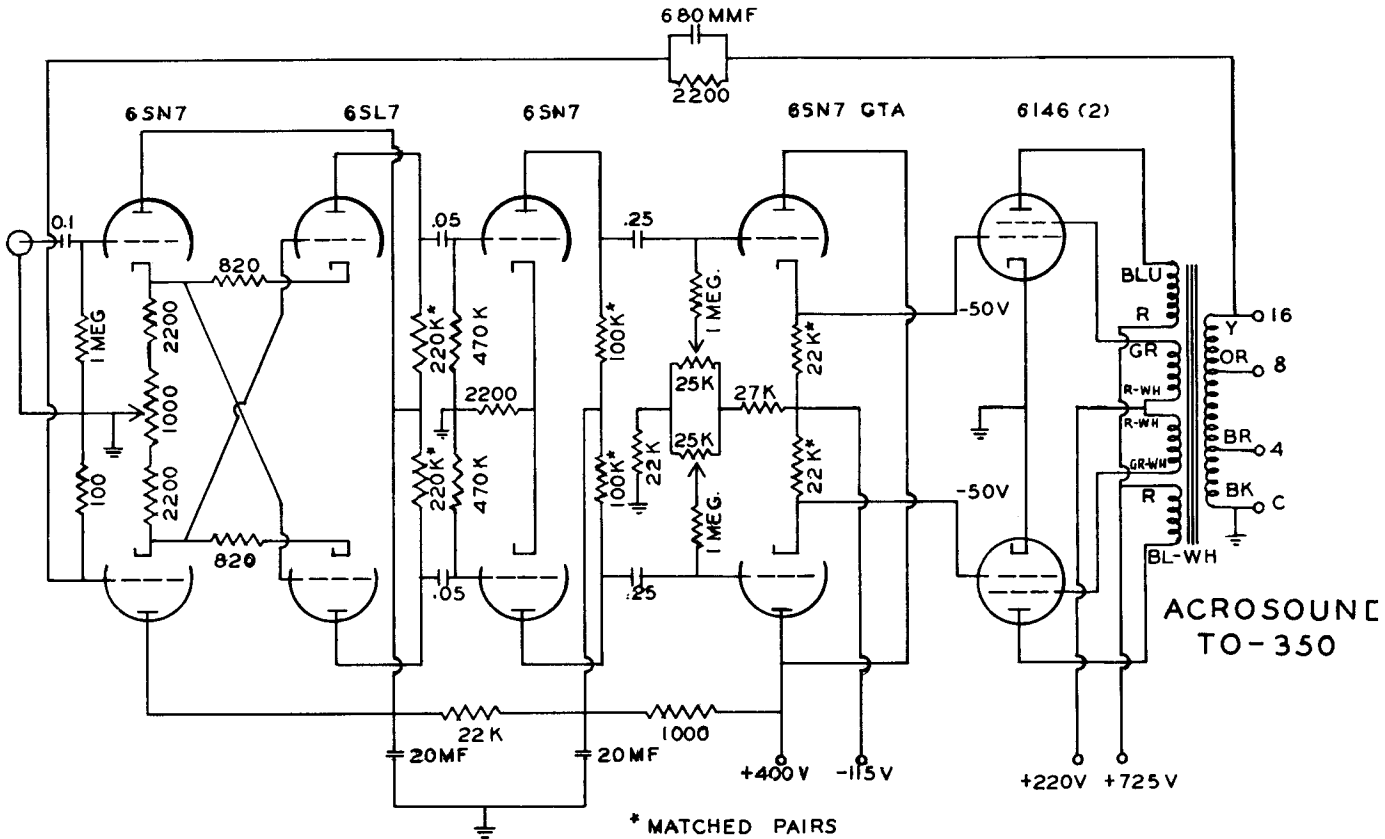 680MMF
2200
6SN7
6SL7
6SN7
6SN7 GTA
6146 (2)
0.1
820
.05
.25
1 MEG
2200
1000
2200
100
820
220K*
470K
2200
220K*
470K
.05
100K*
100K*
.25
1 MEG.
25K
25K
22K
27K
1 MEG.
22K*
22K*
-50V
-50V
BLU
R
GR
R-WH
R-WH
GR-WH
R
BL-WH
Y
16
OR
8
BR
4
BK
C
ACROSOUND
TO-350
22K
1000
20MF
20MF
+400V
-115V
+220V
+725V
* MATCHED PAIRS